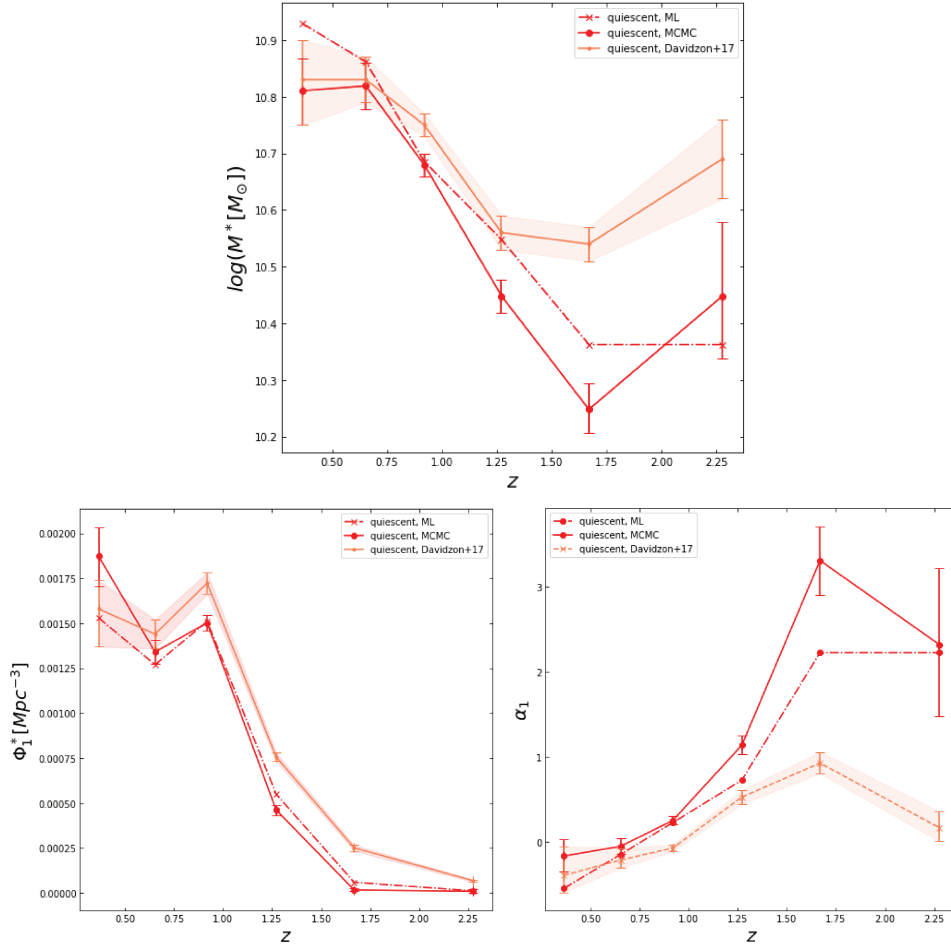 quiescent, ML
quiescent, MCMC
quiescent, Davidzon+17
10.9
10.8
10.7
10.6
10.5
10.4
10.3
10.2
log(M*[M⊙])
0.50 0.75 1.00 1.25 1.50 1.75 2.00 2.25
z
quiescent, ML
quiescent, MCMC
quiescent, Davidzon+17
0.00200
0.00175
0.00150
0.00125
0.00100
0.00075
0.00050
0.00025
0.00000
Φ₁*[Mpc⁻³]
0.50 0.75 1.00 1.25 1.50 1.75 2.00 2.25
z
quiescent, ML
quiescent, MCMC
quiescent, Davidzon+17
3
2
1
0
α₁
0.50 0.75 1.00 1.25 1.50 1.75 2.00 2.25
z